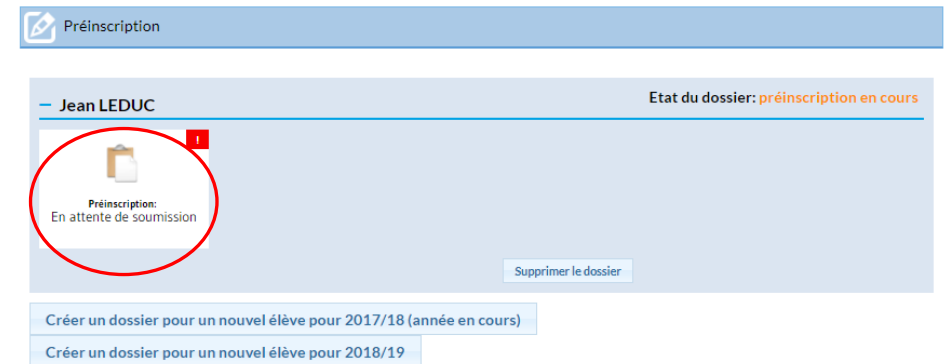 Préinscription
Jean LEDUC
Etat du dossier: préinscription en cours
!
Préinscription:
En attente de soumission
Supprimer le dossier
Créer un dossier pour un nouvel élève pour 2017/18 (année en cours)
Créer un dossier pour un nouvel élève pour 2018/19